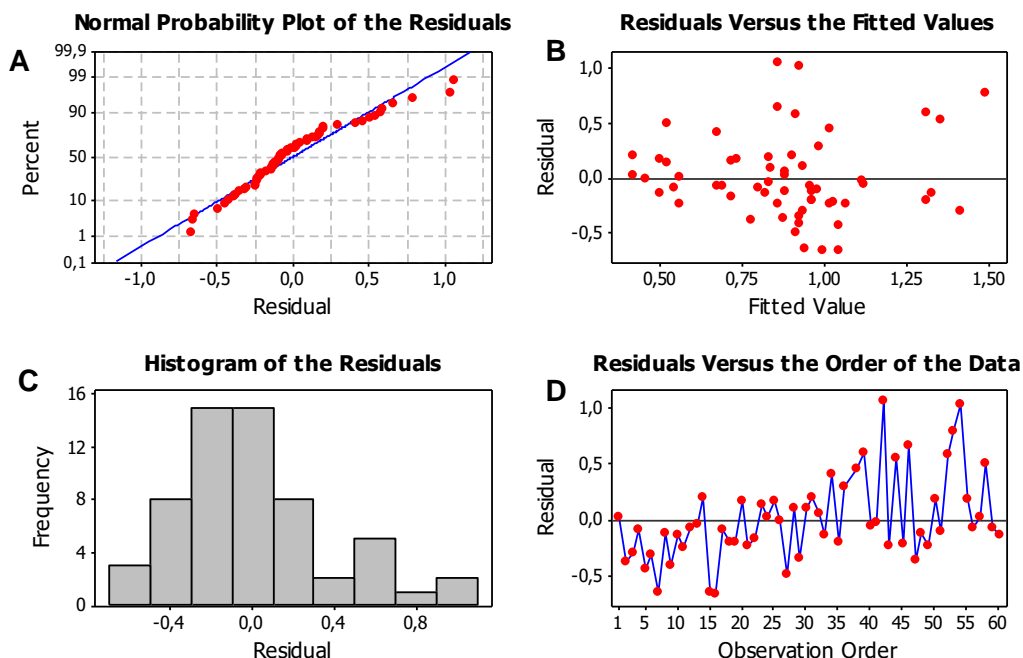 Normal Probability Plot of the Residuals
A
Percent
99,9
99
90
50
10
1
0,1
-1,0 -0,5 0,0 0,5 1,0
Residual
Residuals Versus the Fitted Values
B
Residual
1,0
0,5
0,0
-0,5
0,50 0,75 1,00 1,25 1,50
Fitted Value
Histogram of the Residuals
C
Frequency
16
12
8
4
0
-0,4 0,0 0,4 0,8
Residual
Residuals Versus the Order of the Data
D
Residual
1,0
0,5
0,0
-0,5
1 5 10 15 20 25 30 35 40 45 50 55 60
Observation Order